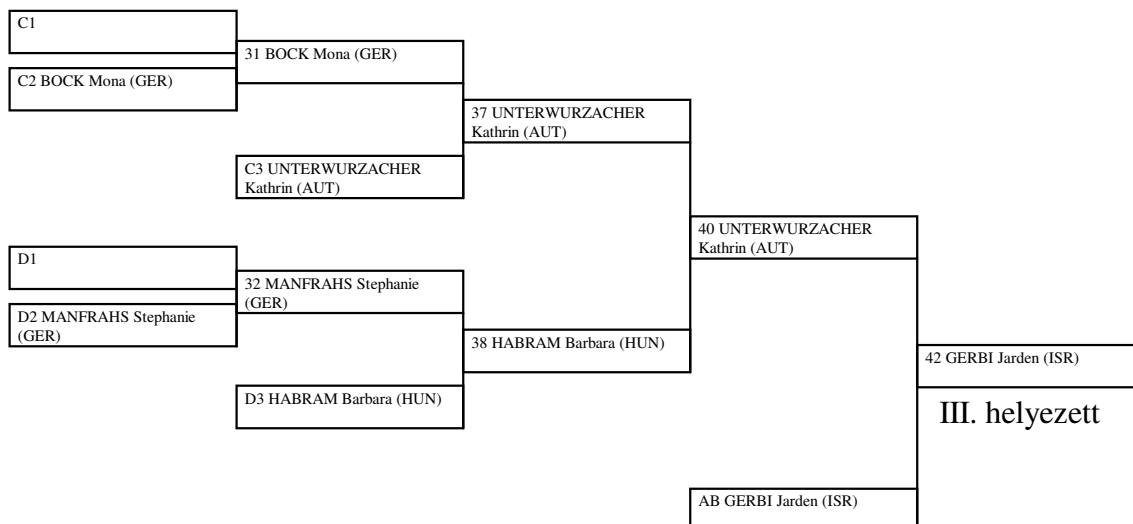 C1
C2 BOCK Mona (GER)
31 BOCK Mona (GER)
C3 UNTERWURZACHER
Kathrin (AUT)
37 UNTERWURZACHER
Kathrin (AUT)
D1
D2 MANFRAHS Stephanie
(GER)
32 MANFRAHS Stephanie
(GER)
D3 HABRAM Barbara (HUN)
38 HABRAM Barbara (HUN)
40 UNTERWURZACHER
Kathrin (AUT)
AB GERBI Jarden (ISR)
42 GERBI Jarden (ISR)
III. helyezett